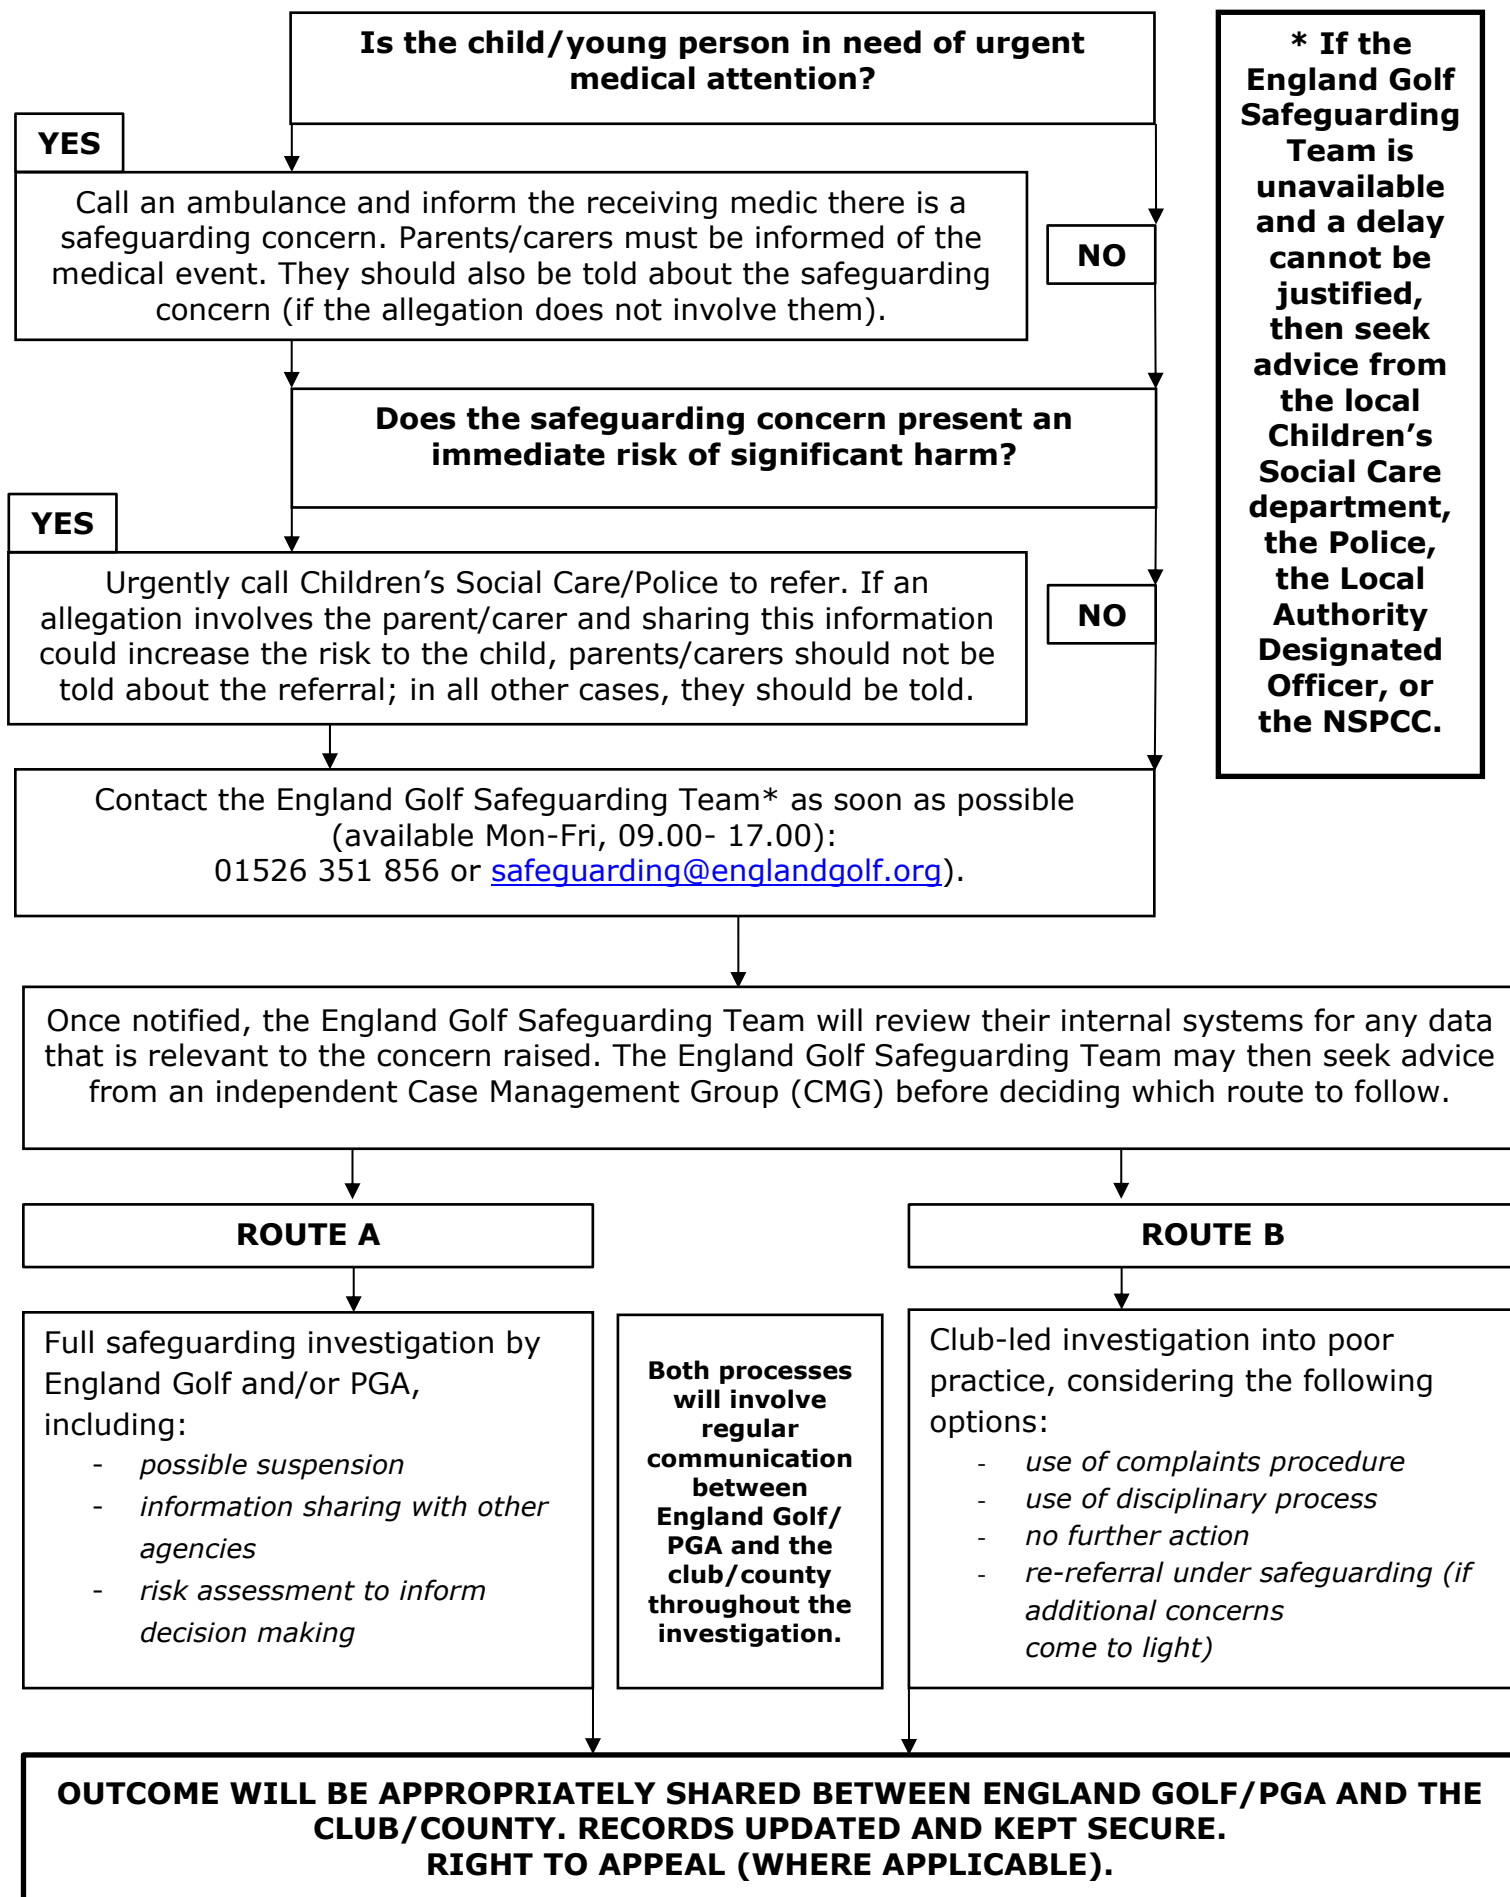 Is the child/young person in need of urgent
medical attention?
YES
Call an ambulance and inform the receiving medic there is a
safeguarding concern. Parents/carers must be informed of the
medical event. They should also be told about the safeguarding
concern (if the allegation does not involve them).
NO
Does the safeguarding concern present an
immediate risk of significant harm?
YES
Urgently call Children’s Social Care/Police to refer. If an
allegation involves the parent/carer and sharing this information
could increase the risk to the child, parents/carers should not be
told about the referral; in all other cases, they should be told.
NO
Contact the England Golf Safeguarding Team* as soon as possible
(available Mon-Fri, 09.00- 17.00):
01526 351 856 or safeguarding@englandgolf.org).
* If the
England Golf
Safeguarding
Team is
unavailable
and a delay
cannot be
justified,
then seek
advice from
the local
Children’s
Social Care
department,
the Police,
the Local
Authority
Designated
Officer, or
the NSPCC.
Once notified, the England Golf Safeguarding Team will review their internal systems for any data
that is relevant to the concern raised. The England Golf Safeguarding Team may then seek advice
from an independent Case Management Group (CMG) before deciding which route to follow.
ROUTE A
Full safeguarding investigation by
England Golf and/or PGA,
including:
- possible suspension
- information sharing with other
agencies
- risk assessment to inform
decision making
Both processes
will involve
regular
communication
between
England Golf/
PGA and the
club/county
throughout the
investigation.
ROUTE B
Club-led investigation into poor
practice, considering the following
options:
- use of complaints procedure
- use of disciplinary process
- no further action
- re-referral under safeguarding (if
additional concerns
come to light)
OUTCOME WILL BE APPROPRIATELY SHARED BETWEEN ENGLAND GOLF/PGA AND THE
CLUB/COUNTY. RECORDS UPDATED AND KEPT SECURE.
RIGHT TO APPEAL (WHERE APPLICABLE).